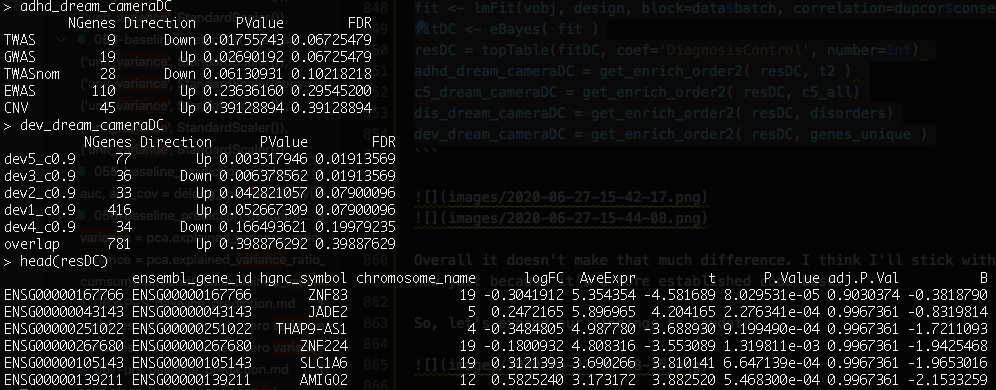 > adhd_dream_cameraDC
NGenes Direction PValue FDR
TWAS 9 Down 0.01755743 0.06725479
GWAS 19 Up 0.02690192 0.06725479
TWASnom 28 Down 0.06130931 0.10218218
EWAS 110 Up 0.23636160 0.29545200
CNV 45 Up 0.39128894 0.39128894
> dev_dream_cameraDC
NGenes Direction PValue FDR
dev5_c0.9 77 Up 0.003517946 0.01913569
dev3_c0.9 36 Down 0.006378562 0.01913569
dev2_c0.9 33 Up 0.042821057 0.07900096
dev1_c0.9 416 Up 0.052667309 0.07900096
dev4_c0.9 34 Down 0.166493621 0.19979235
overlap 781 Up 0.398876292 0.39887629
> head(resDC)
ensembl_gene_id hgnc_symbol chromosome_name logFC AveExpr t P.Value adj.P.Val B
ENSG00000167766 ENSG00000167766 ZNF83 19 -0.3041912 5.354354 -4.581689 8.029531e-05 0.9030374 -0.3818790
ENSG00000043143 ENSG00000043143 JADE2 5 0.2472165 5.896965 4.204165 2.276341e-04 0.9967361 -0.8319814
ENSG00000251022 ENSG00000251022 THAP9-AS1 4 -0.3484805 4.987780 -3.688930 9.199490e-04 0.9967361 -1.7211093
ENSG00000267680 ENSG00000267680 ZNF224 19 -0.1800932 4.808316 -3.553089 1.319811e-03 0.9967361 -1.9425468
ENSG00000105143 ENSG00000105143 SLC1A6 19 0.3121393 3.690266 3.810141 6.647139e-04 0.9967361 -1.9653016
ENSG00000139211 ENSG00000139211 AMIGO2 12 0.5825240 3.173172 3.882520 5.468300e-04 0.9967361 -2.1533250
fit <- lmFit(vobj, design, block=data$batch, correlation=dupcor$conse
fitDC <- eBayes( fit )
resDC = topTable(fitDC, coef='DiagnosisControl', number=Inf)
adhd_dream_cameraDC = get_enrich_order2( resDC, t2 )
c5_dream_cameraDC = get_enrich_order2( resDC, c5_all)
dis_dream_cameraDC = get_enrich_order2( resDC, disorders)
dev_dream_cameraDC = get_enrich_order2( resDC, genes_unique )
```
![](images/2020-06-27-15-42-17.png)
![](images/2020-06-27-15-44-08.png)
Overall it doesn't make that much difference. I think I'll stick with